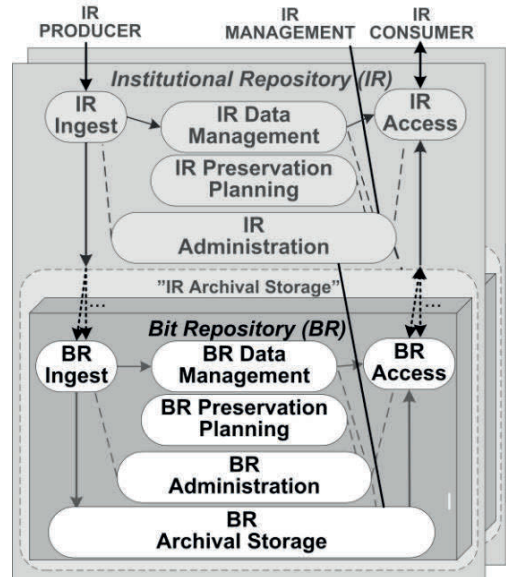 IR
PRODUCER
IR
MANAGEMENT
IR
CONSUMER
Institutional Repository (IR)
IR
Ingest
IR Data
Management
IR
Access
IR Preservation
Planning
IR
Administration
"IR Archival Storage"
...
...
Bit Repository (BR)
BR
Ingest
BR Data
Management
BR
Access
BR Preservation
Planning
BR
Administration
BR
Archival Storage